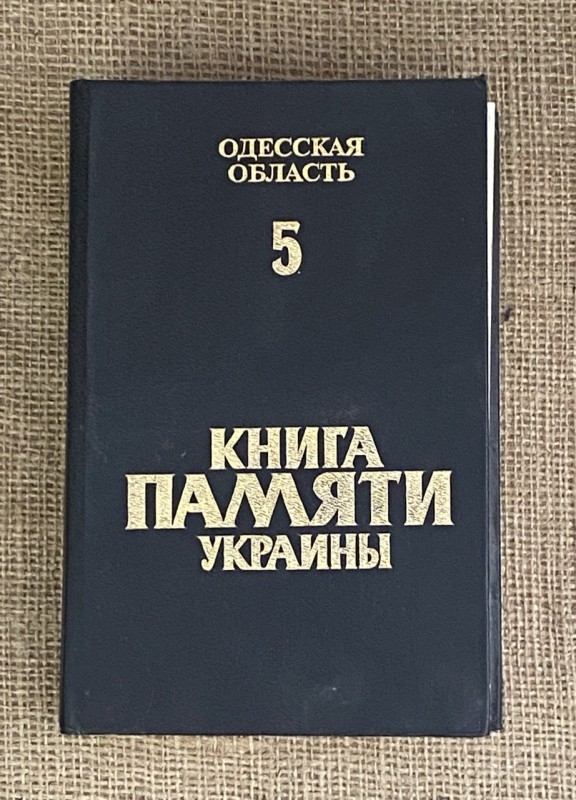 ОДЕССКАЯ
ОБЛАСТЬ
5
КНИГА
ПАМЯТИ
УКРАИНЫ